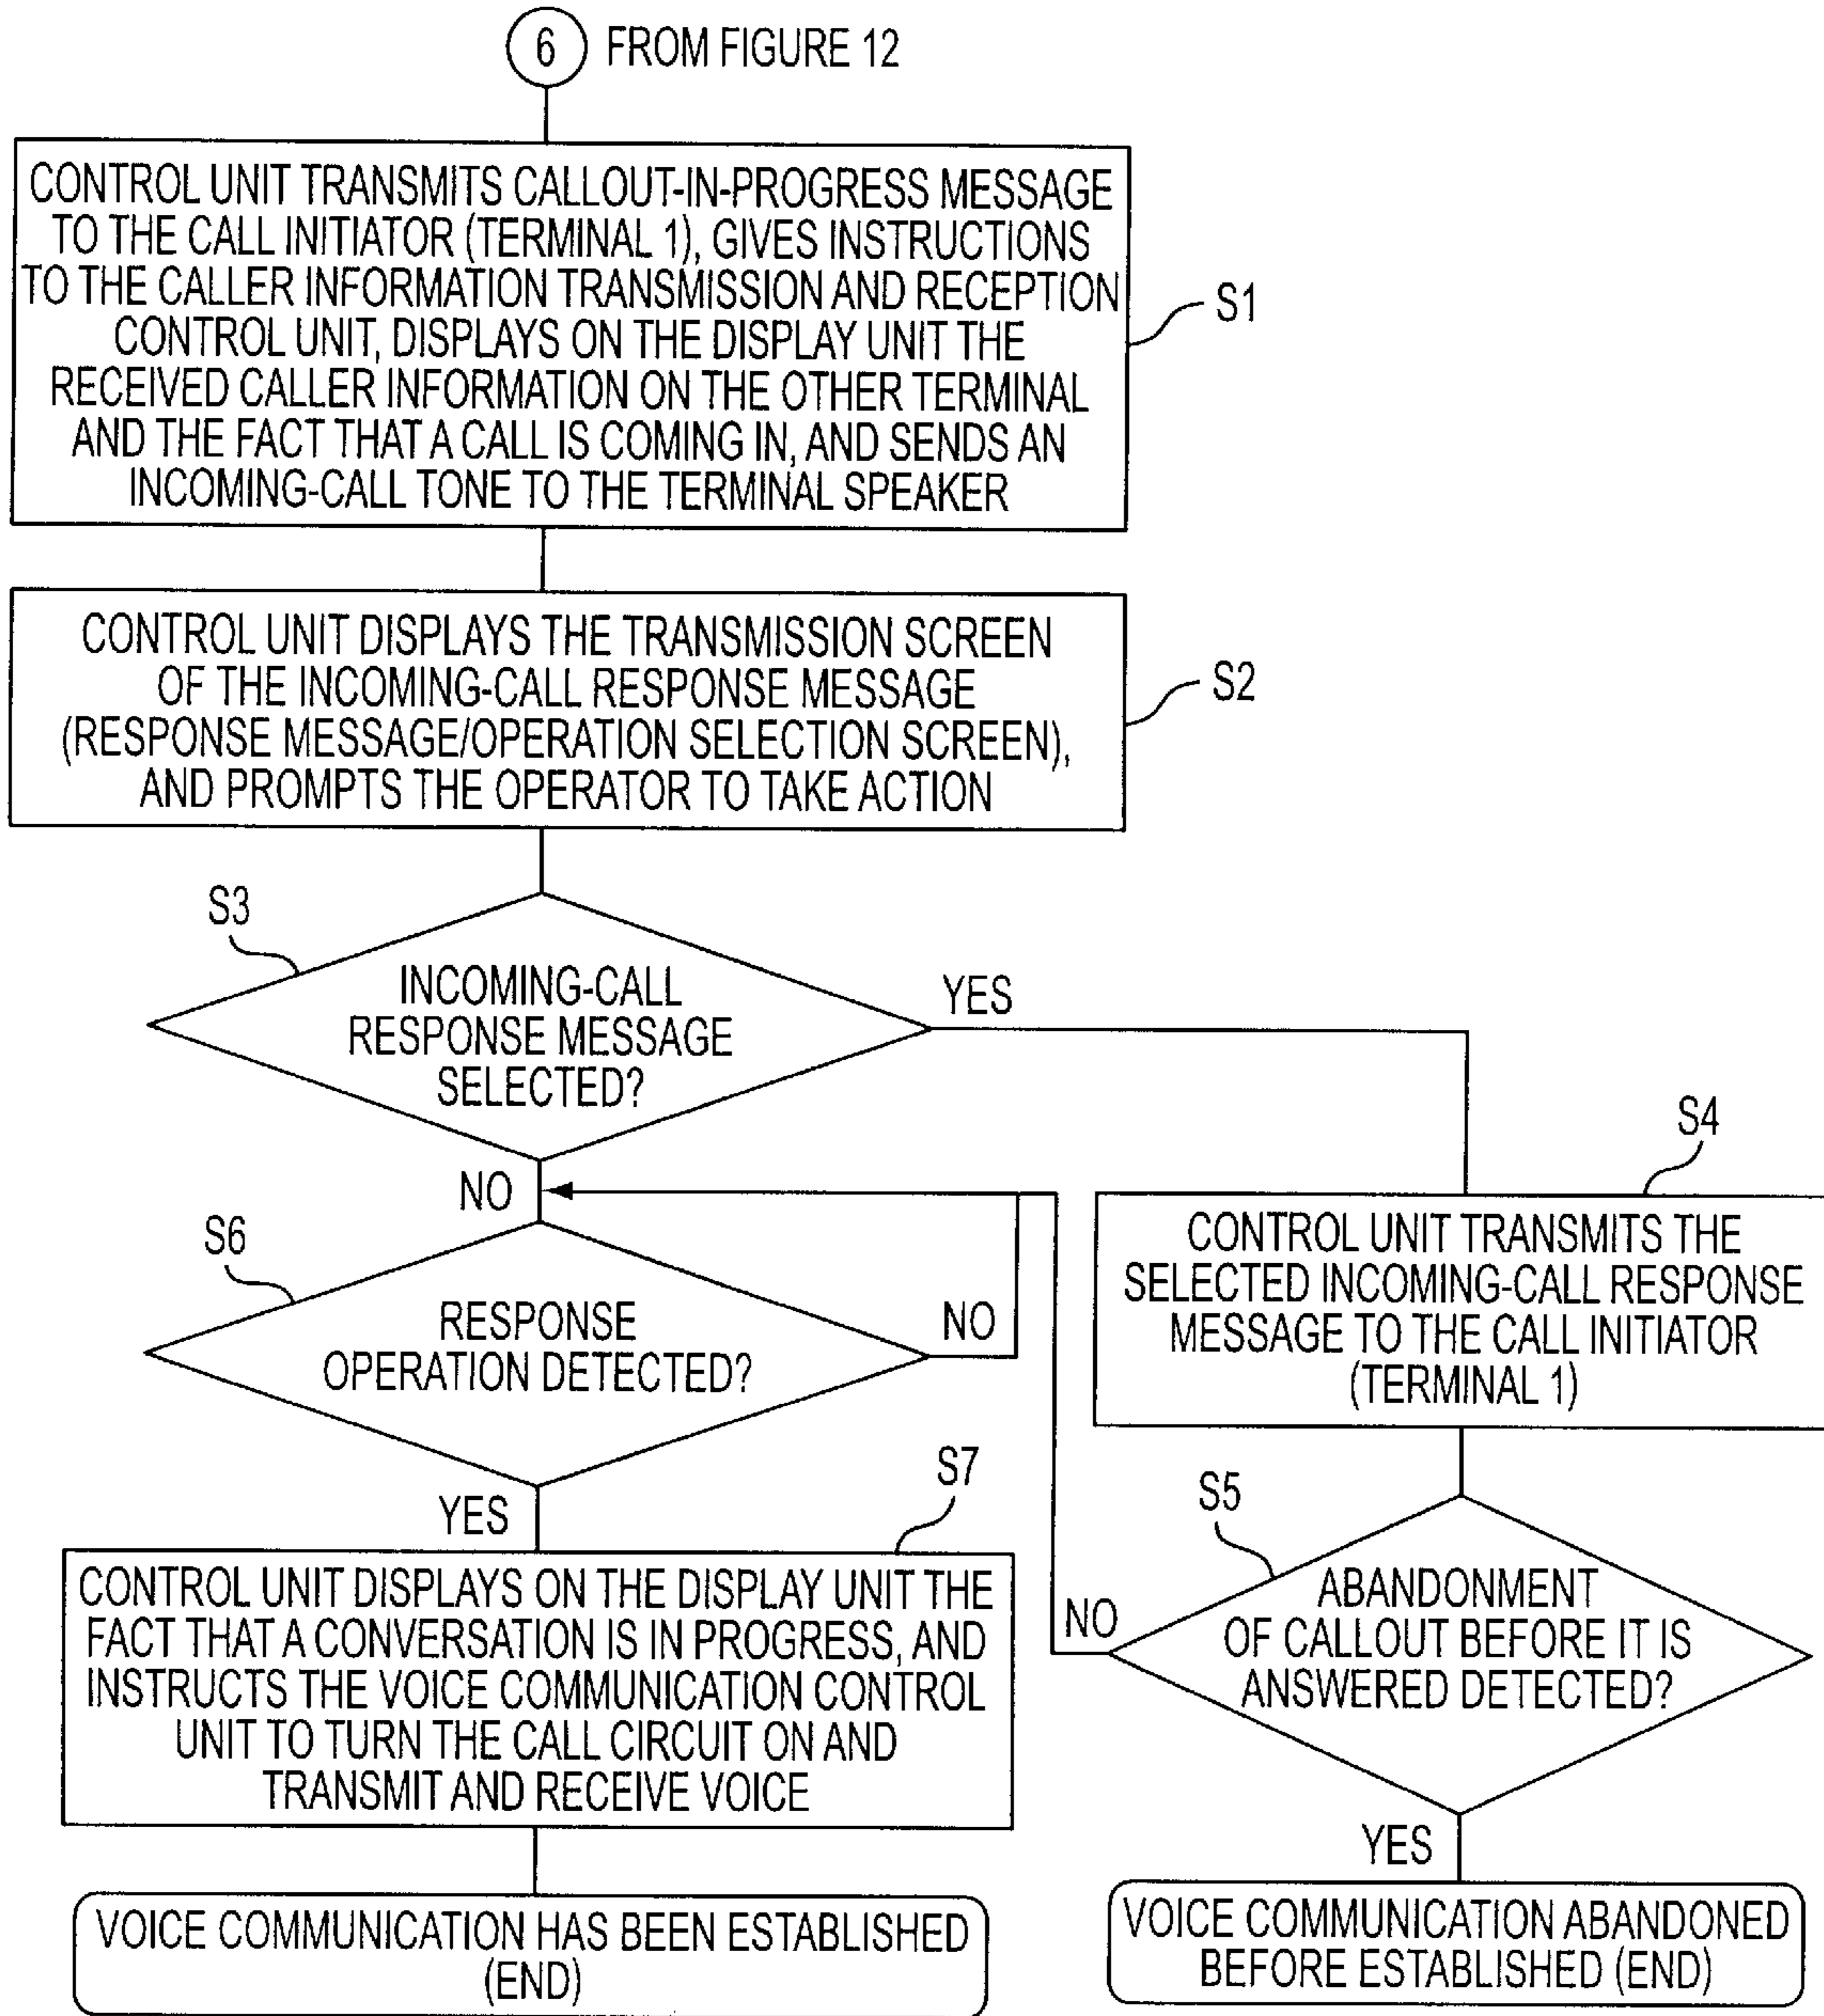 6 FROM FIGURE 12
CONTROL UNIT TRANSMITS CALLOUT-IN-PROGRESS MESSAGE
TO THE CALL INITIATOR (TERMINAL 1), GIVES INSTRUCTIONS
TO THE CALLER INFORMATION TRANSMISSION AND RECEPTION
CONTROL UNIT, DISPLAYS ON THE DISPLAY UNIT THE
RECEIVED CALLER INFORMATION ON THE OTHER TERMINAL
AND THE FACT THAT A CALL IS COMING IN, AND SENDS AN
INCOMING-CALL TONE TO THE TERMINAL SPEAKER
S1
CONTROL UNIT DISPLAYS THE TRANSMISSION SCREEN
OF THE INCOMING-CALL RESPONSE MESSAGE
(RESPONSE MESSAGE/OPERATION SELECTION SCREEN),
AND PROMPTS THE OPERATOR TO TAKE ACTION
S2
S3
INCOMING-CALL
RESPONSE MESSAGE
SELECTED?
YES
NO
S4
CONTROL UNIT TRANSMITS THE
SELECTED INCOMING-CALL RESPONSE
MESSAGE TO THE CALL INITIATOR
(TERMINAL 1)
S6
RESPONSE
OPERATION DETECTED?
NO
YES
S5
ABANDONMENT
OF CALLOUT BEFORE IT IS
ANSWERED DETECTED?
NO
YES
S7
CONTROL UNIT DISPLAYS ON THE DISPLAY UNIT THE
FACT THAT A CONVERSATION IS IN PROGRESS, AND
INSTRUCTS THE VOICE COMMUNICATION CONTROL
UNIT TO TURN THE CALL CIRCUIT ON AND
TRANSMIT AND RECEIVE VOICE
VOICE COMMUNICATION HAS BEEN ESTABLISHED
(END)
VOICE COMMUNICATION ABANDONED
BEFORE ESTABLISHED (END)